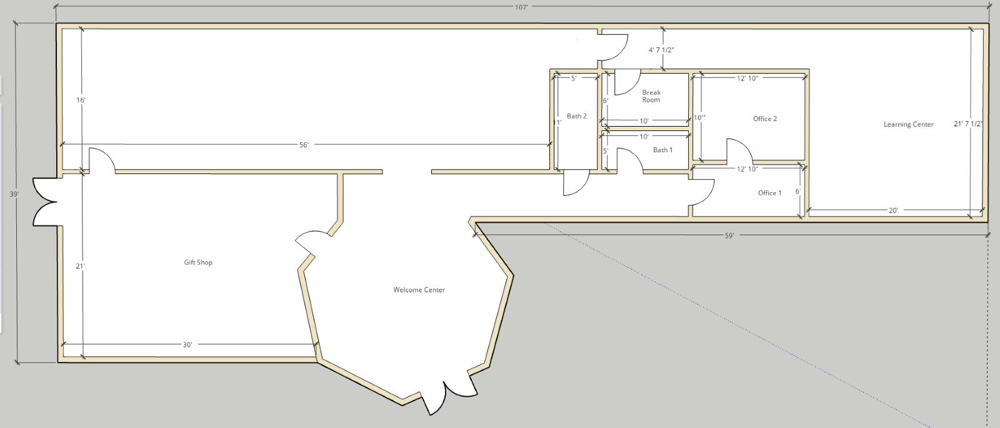 107'
4' 7 1/2"
5'
12' 10"
16'
6'
Break
Room
Bath 2
10'"
Office 2
11'
10'
Learning Center
21' 7 1/2"
10'
56'
5'
Bath 1
12' 10"
39'
6'
Office 1
20'
59'
Gift Shop
21'
Welcome Center
30'